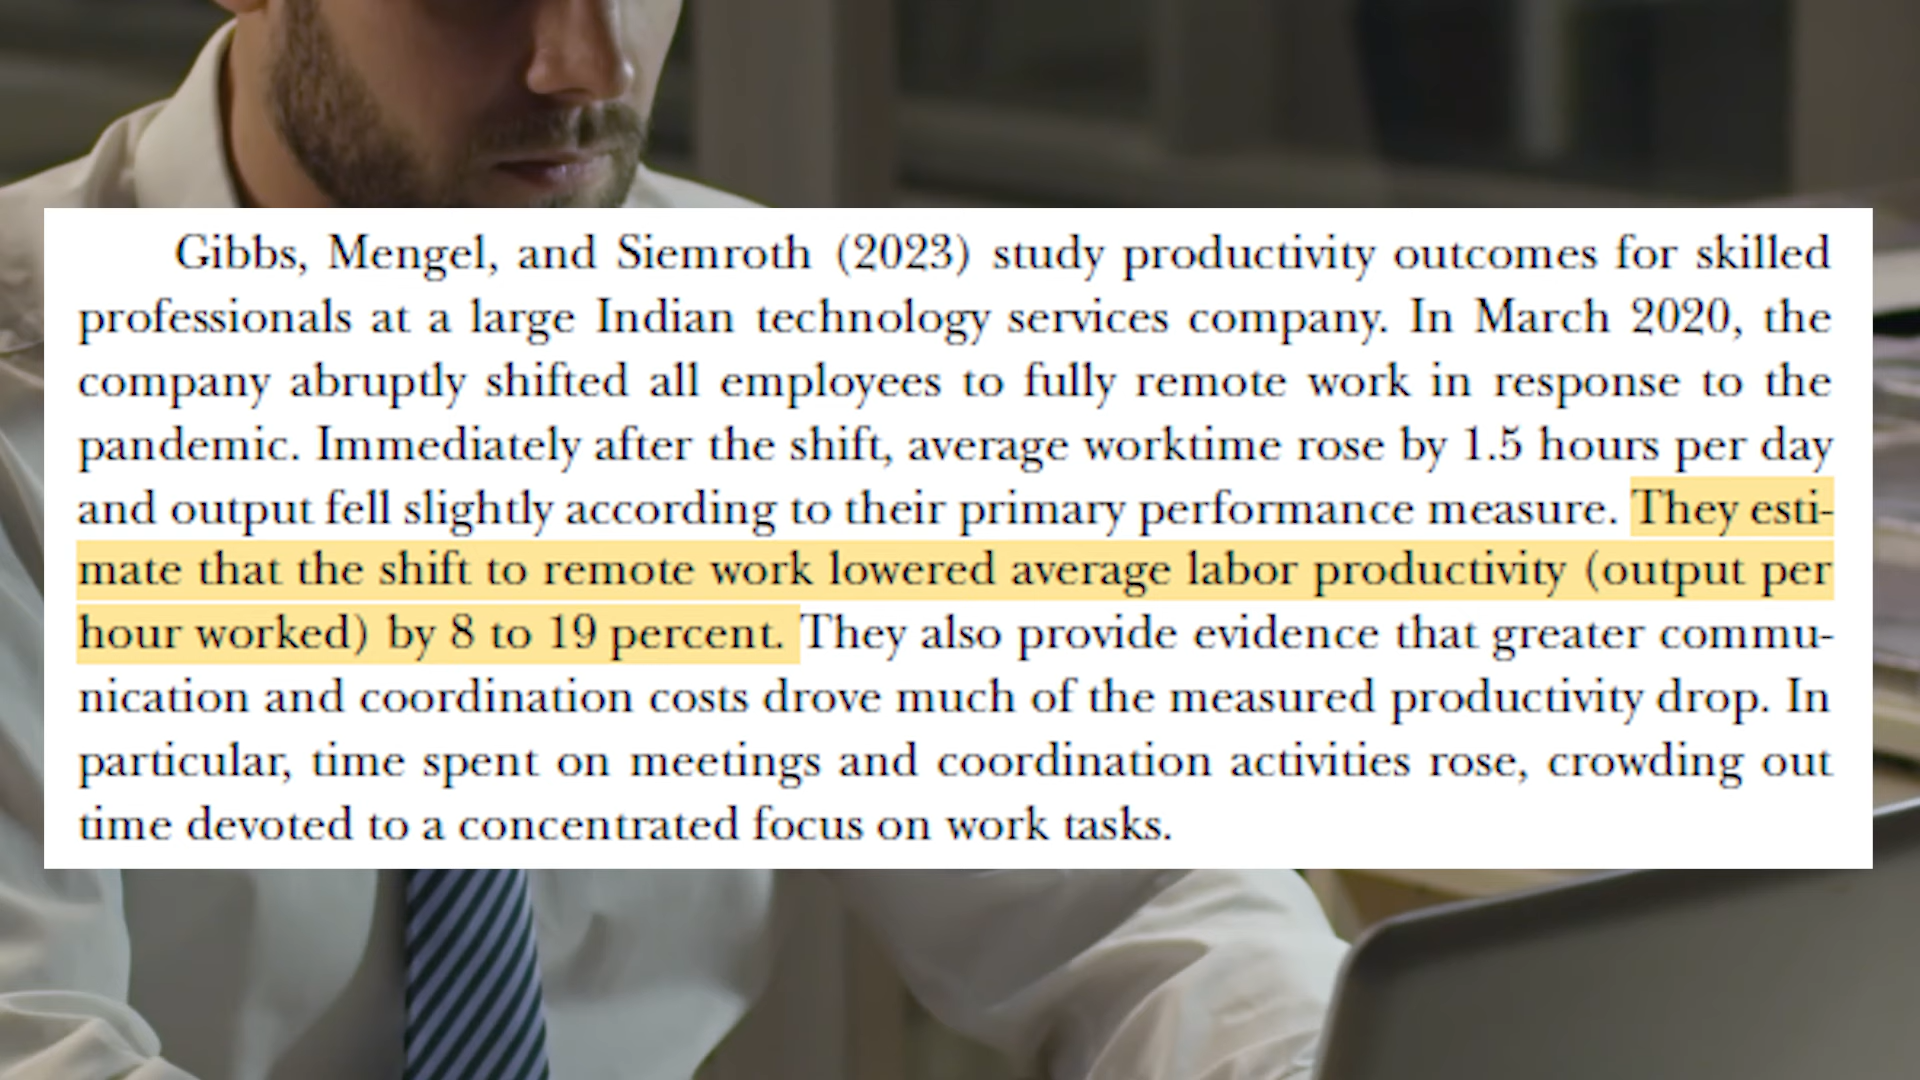 Gibbs, Mengel, and Siemroth (2023) study productivity outcomes for skilled
professionals at a large Indian technology services company. In March 2020, the
company abruptly shifted all employees to fully remote work in response to the
pandemic. Immediately after the shift, average worktime rose by 1.5 hours per day
and output fell slightly according to their primary performance measure. They esti-
mate that the shift to remote work lowered average labor productivity (output per
hour worked) by 8 to 19 percent. They also provide evidence that greater commu-
nication and coordination costs drove much of the measured productivity drop. In
particular, time spent on meetings and coordination activities rose, crowding out
time devoted to a concentrated focus on work tasks.